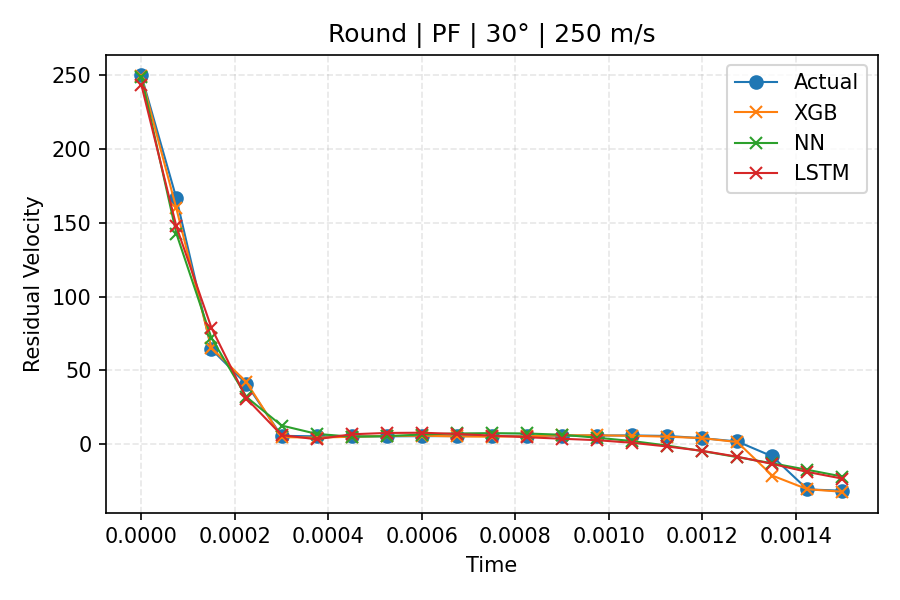 Round | PF | 30° | 250 m/s
Residual Velocity
250
200
150
100
50
0
Actual
XGB
NN
LSTM
0.0000 0.0002 0.0004 0.0006 0.0008 0.0010 0.0012 0.0014
Time